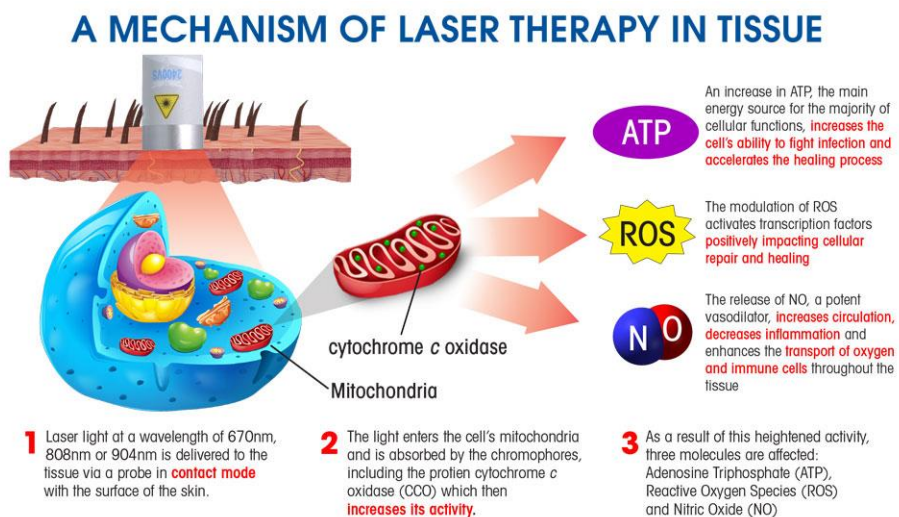 A MECHANISM OF LASER THERAPY IN TISSUE
2400VS
ATP
An increase in ATP, the main
energy source for the majority of
cellular functions, increases the
cell's ability to fight infection and
accelerates the healing process
ROS
The modulation of ROS
activates transcription factors
positively impacting cellular
repair and healing
NO
The release of NO, a potent
vasodilator, increases circulation,
decreases inflammation and
enhances the transport of oxygen
and immune cells throughout the
tissue
cytochrome c oxidase
Mitochondria
1 Laser light at a wavelength of 670nm,
808nm or 904nm is delivered to the
tissue via a probe in contact mode
with the surface of the skin.
2 The light enters the cell's mitochondria
and is absorbed by the chromophores,
including the protien cytochrome c
oxidase (CCO) which then
increases its activity.
3 As a result of this heightened activity,
three molecules are affected:
Adenosine Triphosphate (ATP),
Reactive Oxygen Species (ROS)
and Nitric Oxide (NO)